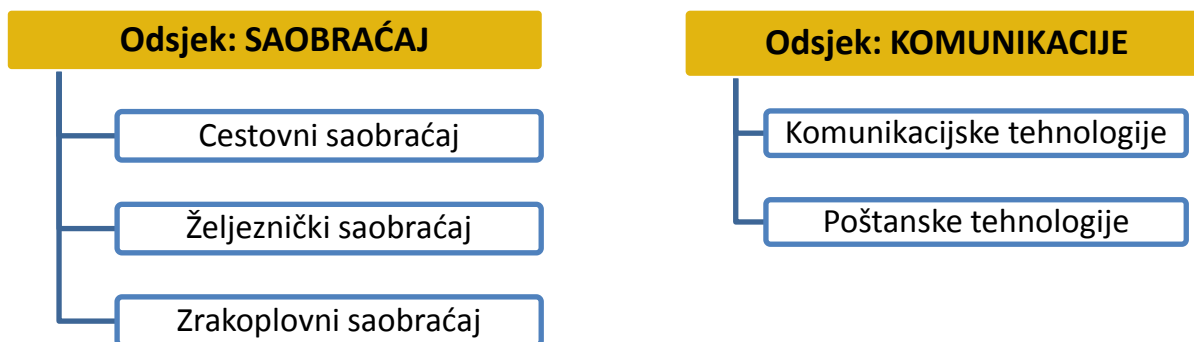 Odsjek: SAOBRAĆAJ
Cestovni saobraćaj
Željeznički saobraćaj
Zrakoplovni saobraćaj
Odsjek: KOMUNIKACIJE
Komunikacijske tehnologije
Poštanske tehnologije